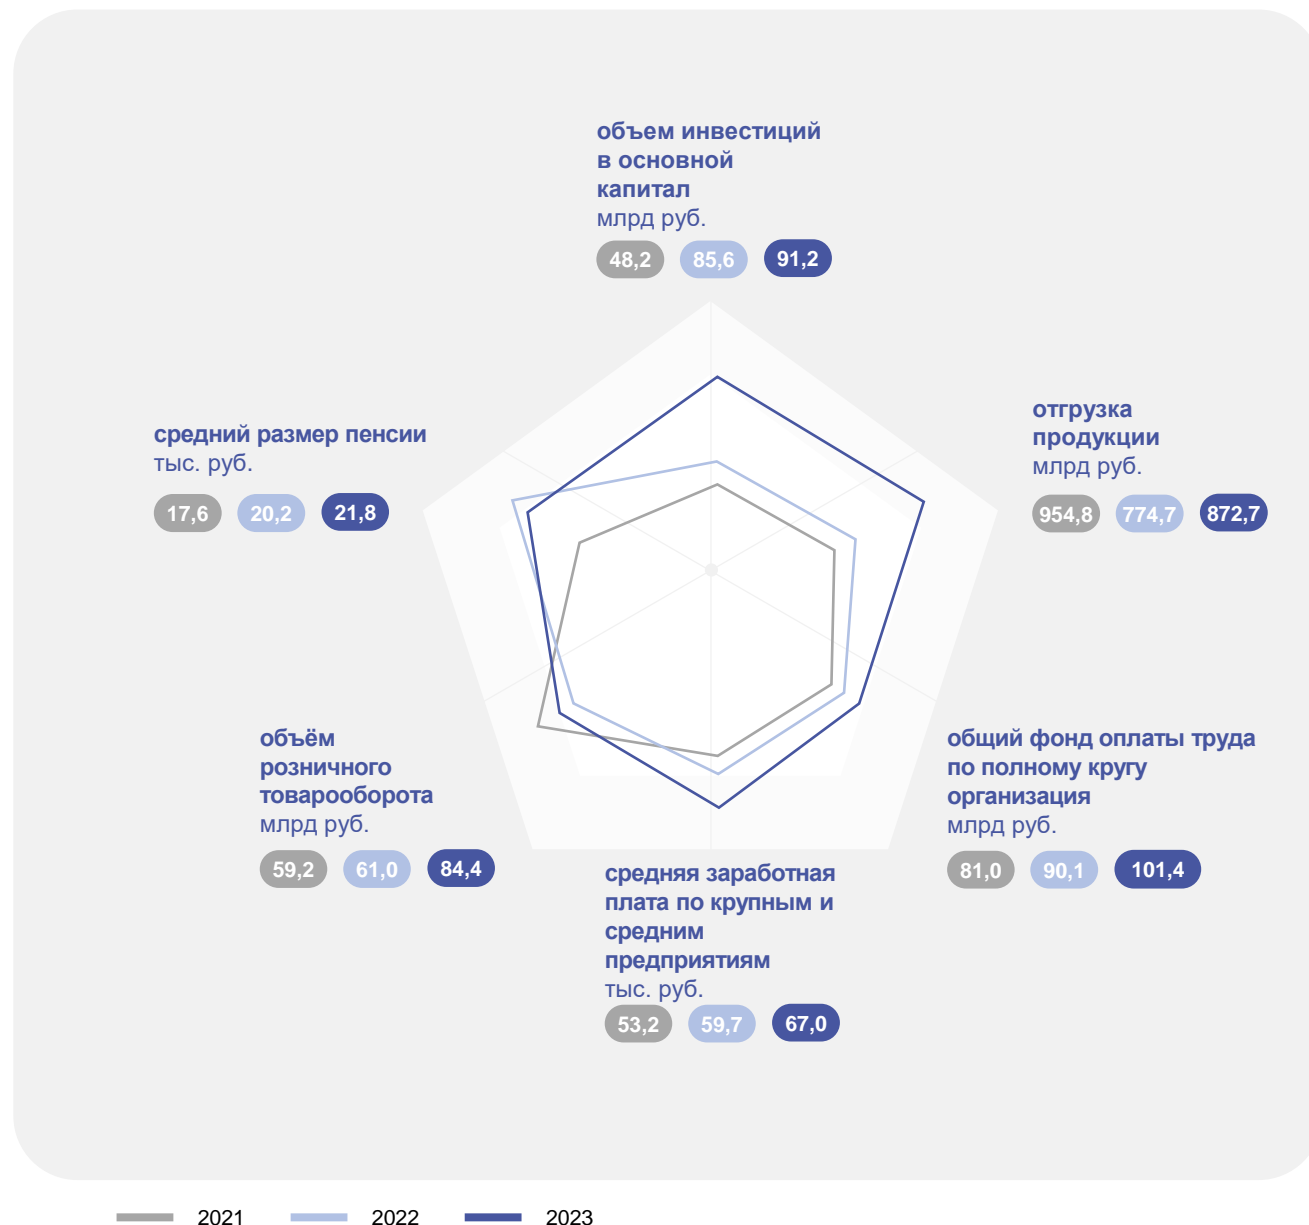 объем инвестиций
в основной
капитал
млрд руб.
48,2 85,6 91,2
отгрузка
продукции
млрд руб.
954,8 774,7 872,7
средний размер пенсии
тыс. руб.
17,6 20,2 21,8
объём
розничного
товарооборота
млрд руб.
59,2 61,0 84,4
общий фонд оплаты труда
по полному кругу
организация
млрд руб.
81,0 90,1 101,4
средняя заработная
плата по крупным и
средним
предприятиям
тыс. руб.
53,2 59,7 67,0
2021 2022 2023